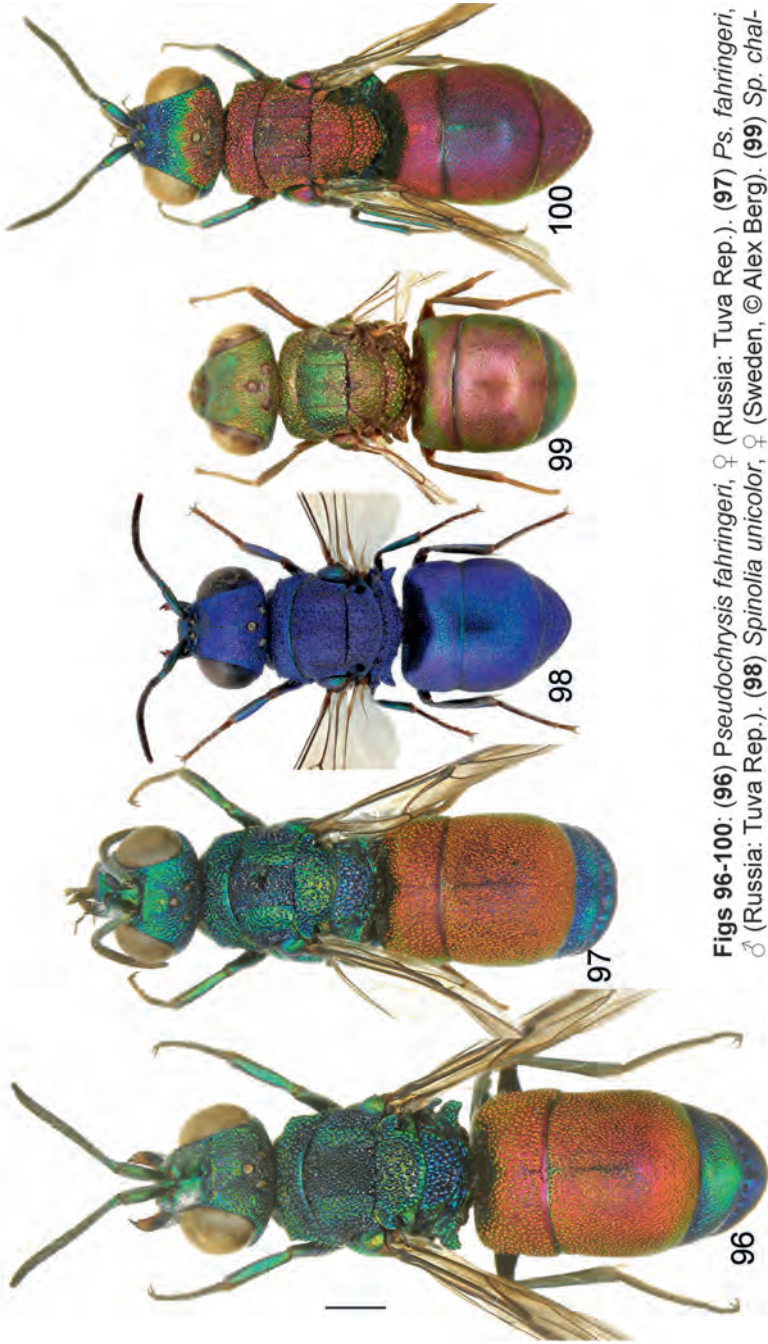 96
97
98
99
100
Figs 96-100: (96) Pseudochrysis fahringeri, ♀ (Russia: Tuva Rep.). (97) Ps. fahringeri,
♂ (Russia: Tuva Rep.). (98) Spinolia unicolor, ♀ (Sweden, © Alex Berg). (99) Sp. chal-